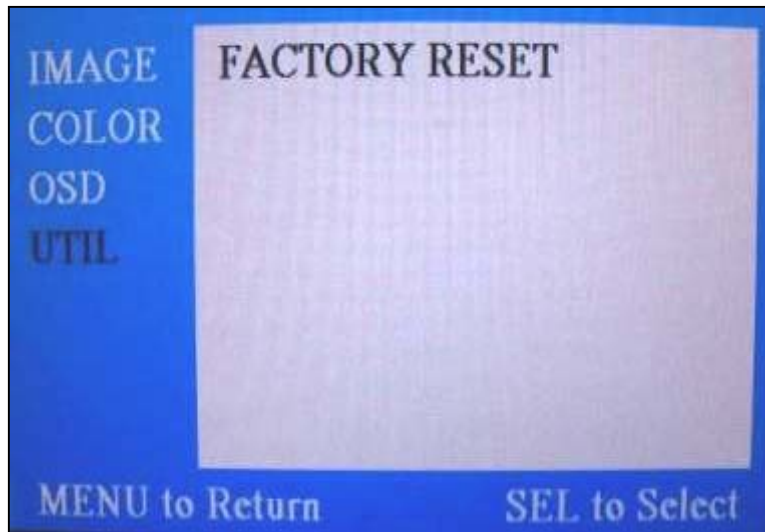 IMAGE
COLOR
OSD
UTIL
FACTORY RESET
MENU to Return
SEL to Select